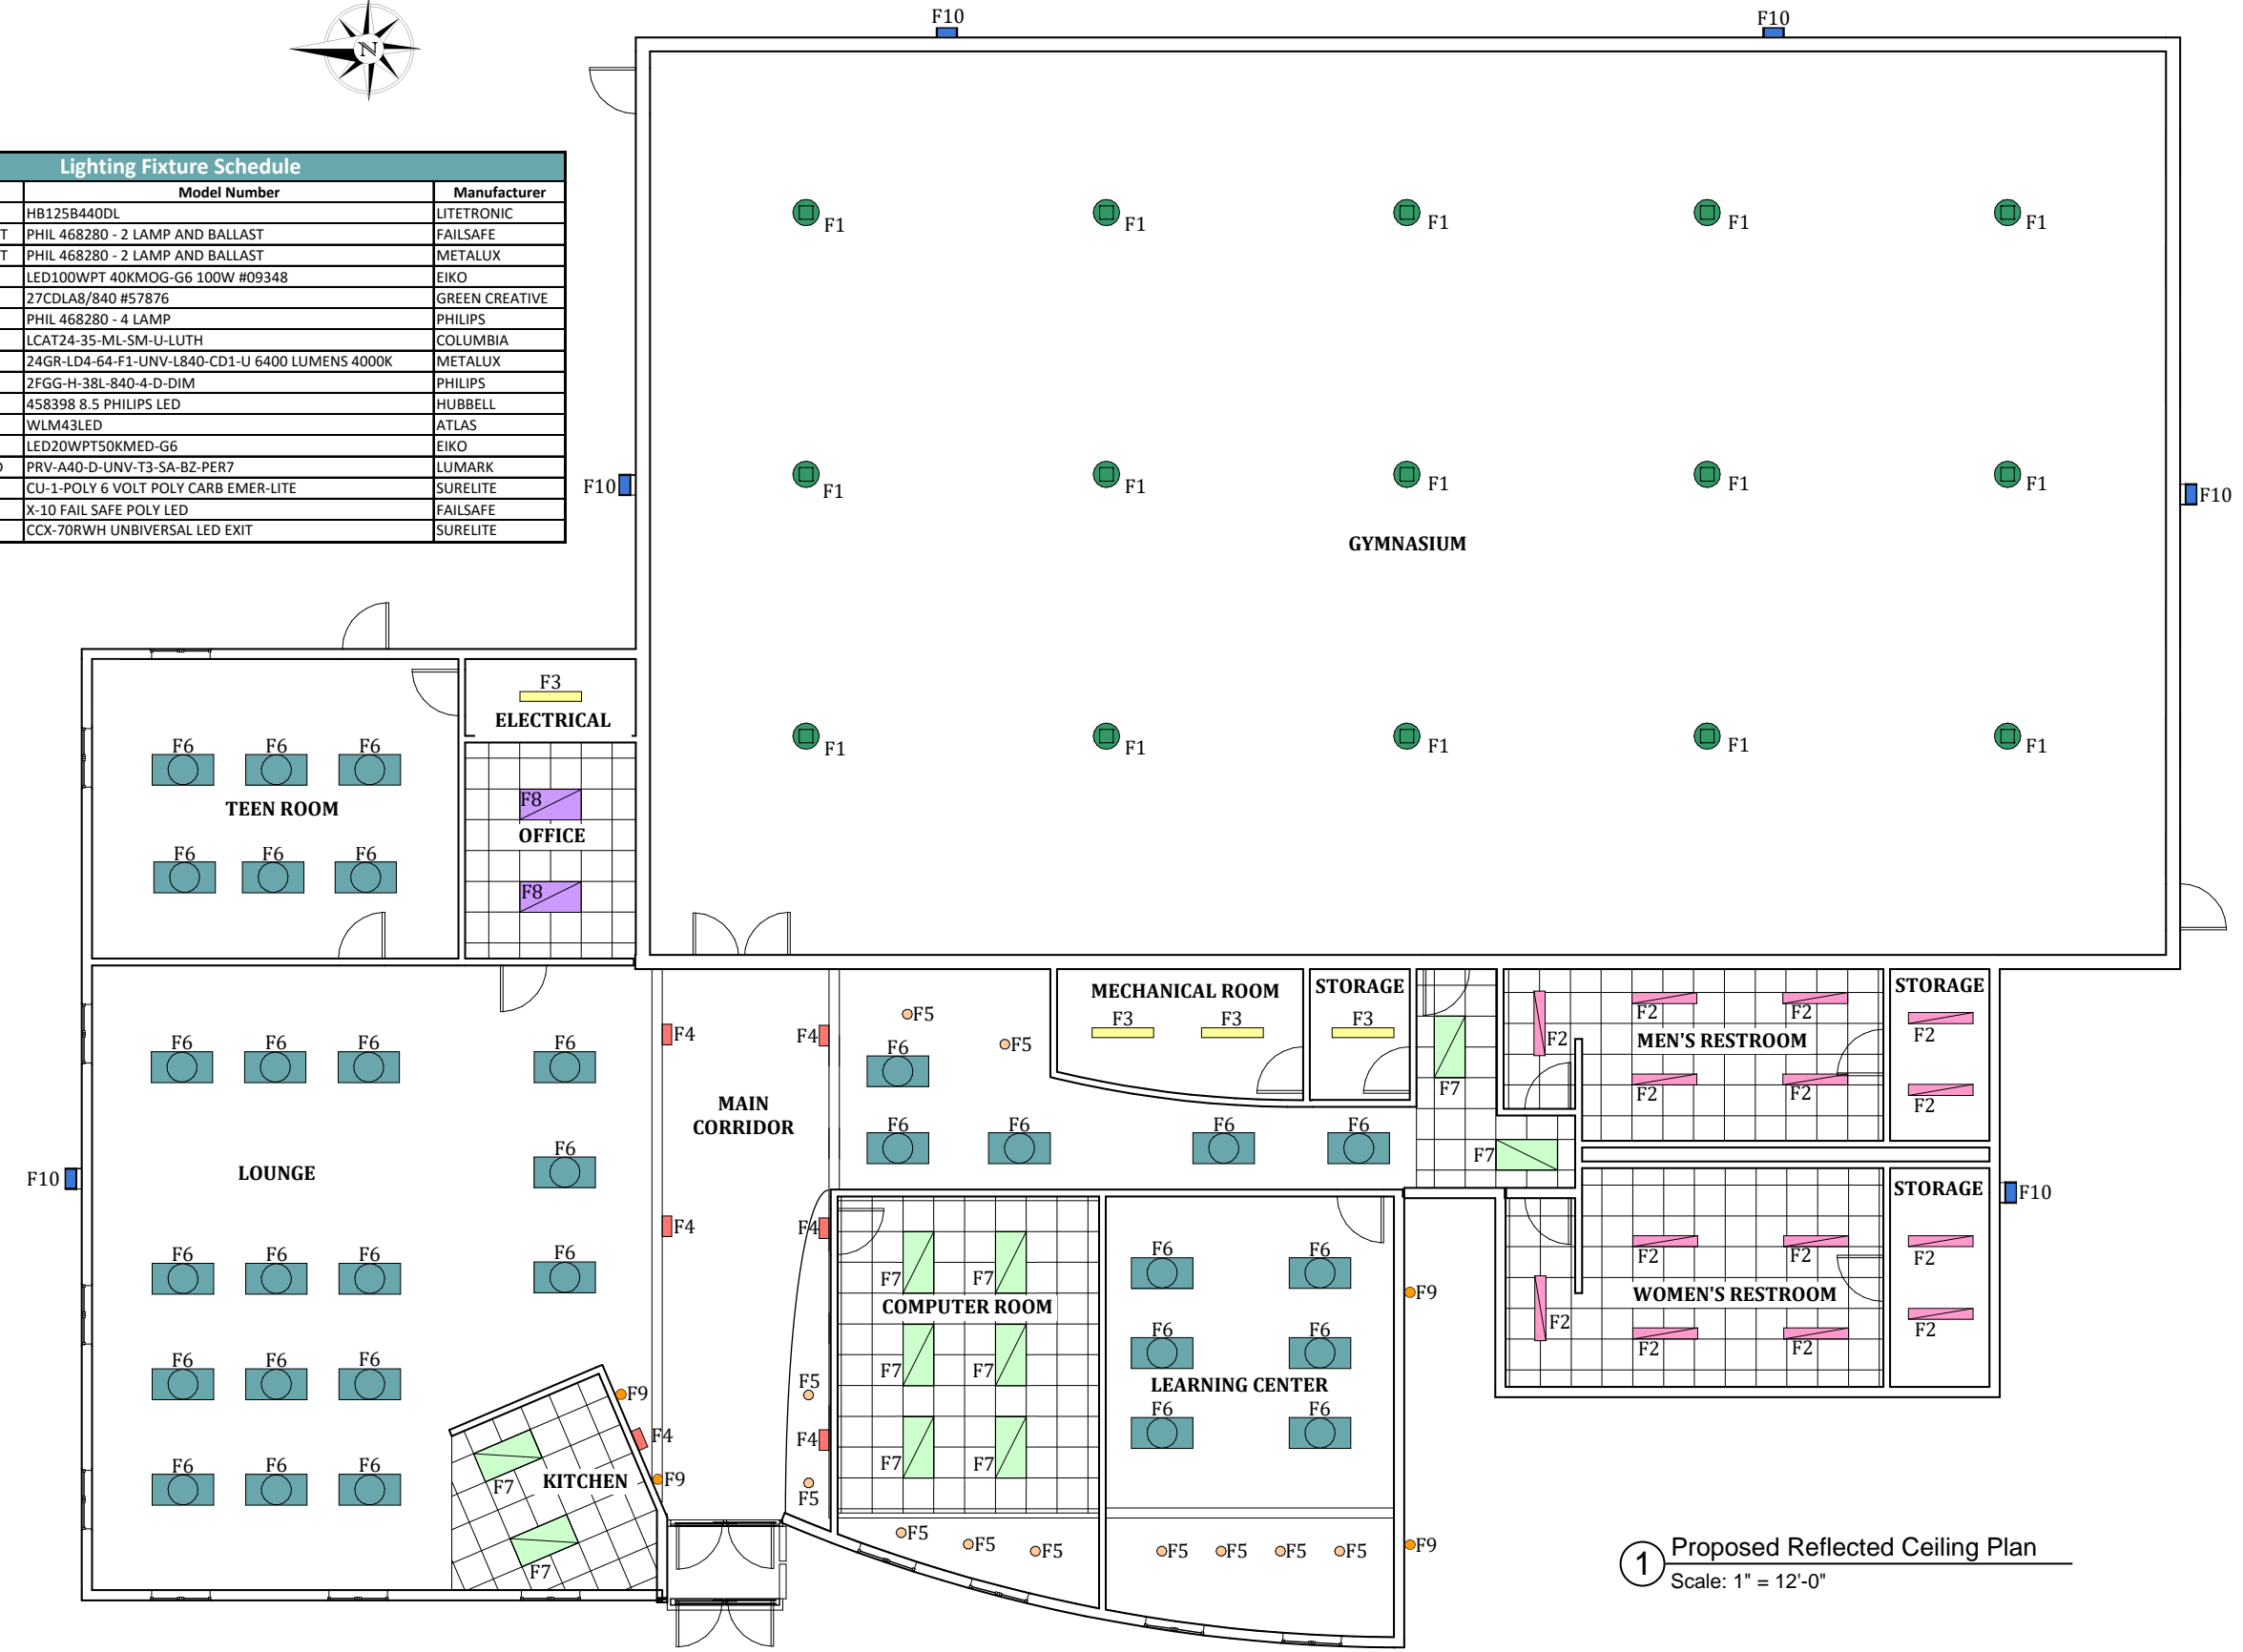 F10
F10
N
Lighting Fixture Schedule
Model Number Manufacturer
HB125B440DL LITETRONIC
T PHIL 468280 - 2 LAMP AND BALLAST FAILSAFE
T PHIL 468280 - 2 LAMP AND BALLAST METALUX
LED100WPT 40KMOG-G6 100W #09348 EIKO
27CDLA8/840 #57876 GREEN CREATIVE
PHIL 468280 - 4 LAMP PHILIPS
LCAT24-35-ML-SM-U-LUTH COLUMBIA
24GR-LD4-64-F1-UNV-L840-CD1-U 6400 LUMENS 4000K METALUX
2FGG-H-38L-840-4-D-DIM PHILIPS
458398 8.5 PHILIPS LED HUBBELL
WLM43LED ATLAS
LED20WPT50KMED-G6 EIKO
PRV-A40-D-UNV-T3-SA-BZ-PER7 LUMARK
CU-1-POLY 6 VOLT POLY CARB EMER-LITE SURELITE
X-10 FAIL SAFE POLY LED FAILSAFE
CCX-70RWH UNBIVERSAL LED EXIT SURELITE
F1 F1 F1 F1 F1
F10 F1 F1 F1 F1 F1 F10
GYMNASIUM
F1 F1 F1 F1 F1
F3
ELECTRICAL
F6 F6 F6
TEEN ROOM
F6 F6 F6
F8
OFFICE
F8
F6 F6 F6 F6
F6
LOUNGE
F10
F6 F6 F6 F6
F6 F6 F6
F6 F6 F6
F4 F4
MAIN
CORRIDOR
F4 F4
F9
F4
F9
F4
F5
F5
F7
KITCHEN
F7
F5
F5
F6
F6 F6 F6 F6
MECHANICAL ROOM
F3 F3
STORAGE
F3
F7
F7
F2
F2 F2
MEN'S RESTROOM
F2 F2
STORAGE
F2
F2
F7 F7
COMPUTER ROOM
F7 F7
F7 F7
F5 F5 F5
F6 F6
F6 F6
LEARNING CENTER
F6 F6
F5 F5 F5 F5
F9
F9
F2 F2
WOMEN'S RESTROOM
F2
F2 F2
STORAGE
F2
F2
F10
1 Proposed Reflected Ceiling Plan
Scale: 1" = 12'-0"